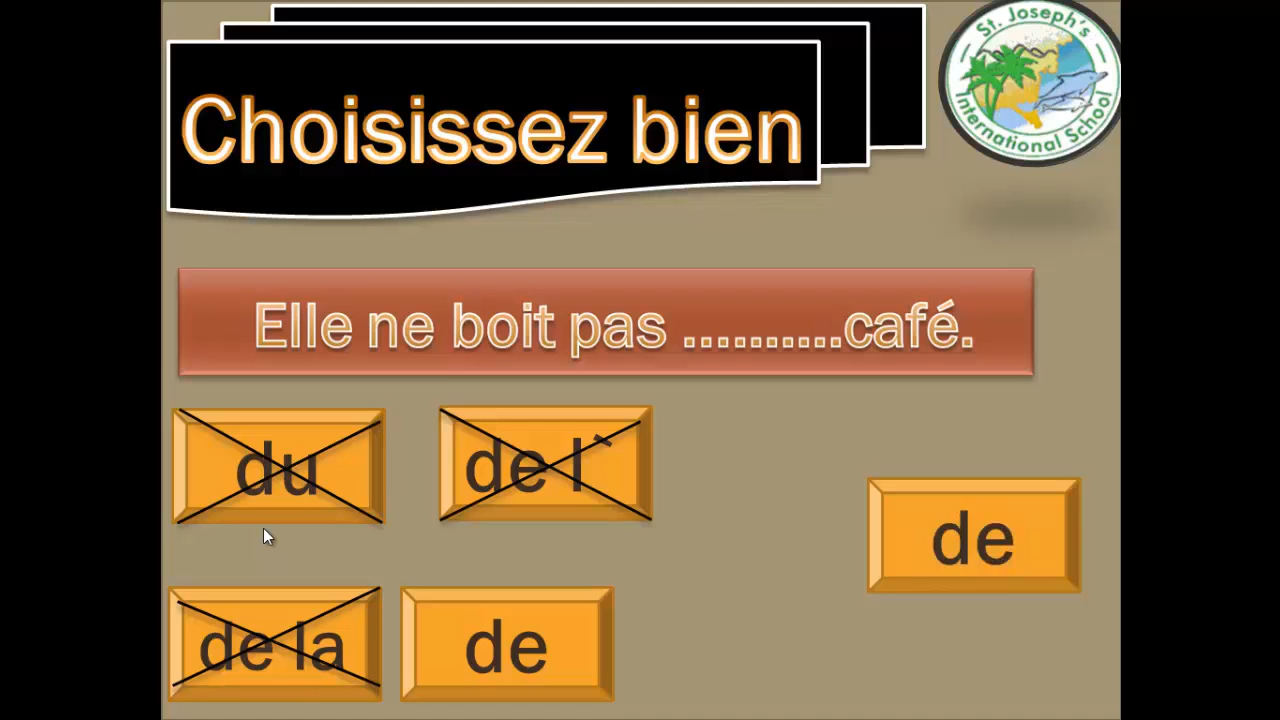 Choisissez bien
St. Joseph's
International School
Elle ne boit pas ..........café.
du
de l`
de
de la
de